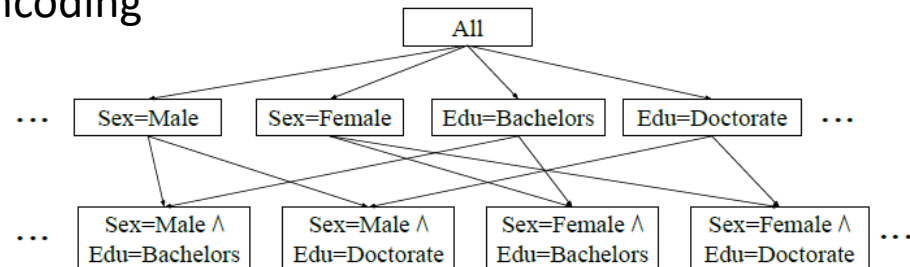 ncoding
All
... Sex=Male Sex=Female Edu=Bachelors Edu=Doctorate ...
... Sex=Male Λ Sex=Male Λ Sex=Female Λ Sex=Female Λ ...
Edu=Bachelors Edu=Doctorate Edu=Bachelors Edu=Doctorate